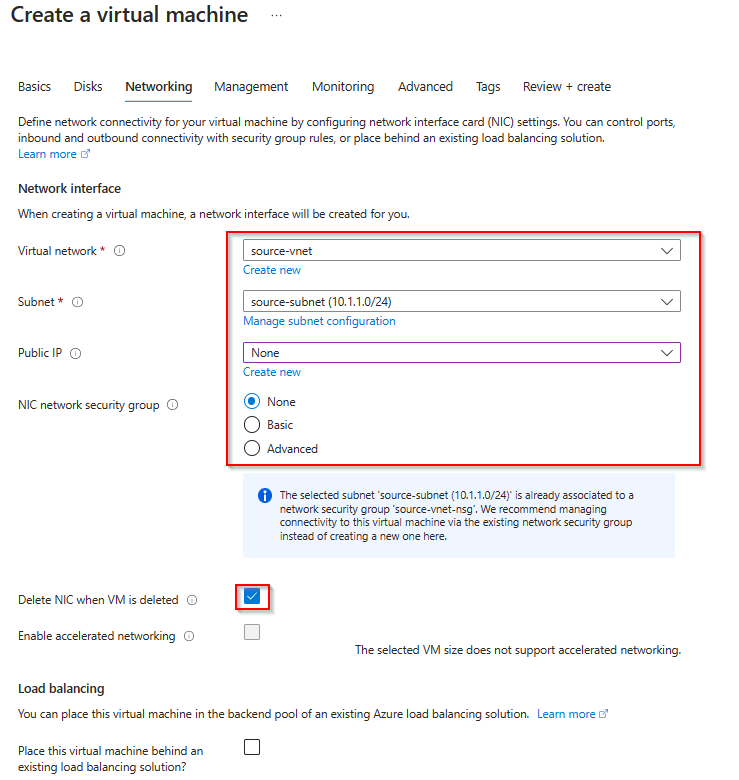 Create a virtual machine ...
Basics Disks Networking Management Monitoring Advanced Tags Review + create
Define network connectivity for your virtual machine by configuring network interface card (NIC) settings. You can control ports,
inbound and outbound connectivity with security group rules, or place behind an existing load balancing solution.
Learn more
Network interface
When creating a virtual machine, a network interface will be created for you.
Virtual network *
source-vnet
Create new
Subnet *
source-subnet (10.1.1.0/24)
Manage subnet configuration
Public IP
None
Create new
NIC network security group
None
Basic
Advanced
The selected subnet 'source-subnet (10.1.1.0/24)' is already associated to a
network security group 'source-vnet-nsg'. We recommend managing
connectivity to this virtual machine via the existing network security group
instead of creating a new one here.
Delete NIC when VM is deleted
Enable accelerated networking
The selected VM size does not support accelerated networking.
Load balancing
You can place this virtual machine in the backend pool of an existing Azure load balancing solution. Learn more
Place this virtual machine behind an
existing load balancing solution?